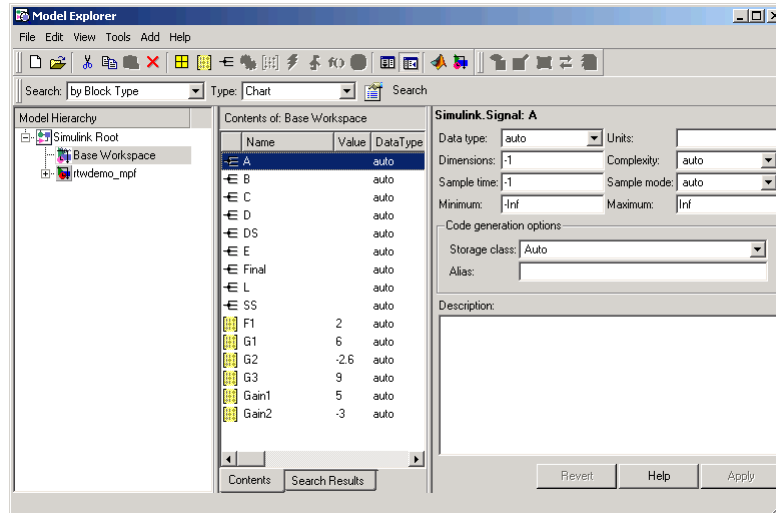 Model Explorer
File Edit View Tools Add Help
Search: by Block Type Type: Chart Search
Model Hierarchy
Simulink Root
Base Workspace
rtwdemo_mpf
Contents of: Base Workspace
Name Value DataType
A auto
B auto
C auto
D auto
DS auto
E auto
Final auto
L auto
SS auto
F1 2 auto
G1 6 auto
G2 -2.6 auto
G3 9 auto
Gain1 5 auto
Gain2 -3 auto
Contents Search Results
Simulink.Signal: A
Data type: auto Units:
Dimensions: -1 Complexity: auto
Sample time: -1 Sample mode: auto
Minimum: -Inf Maximum: Inf
Code generation options
Storage class: Auto
Alias:
Description:
Revert Help Apply